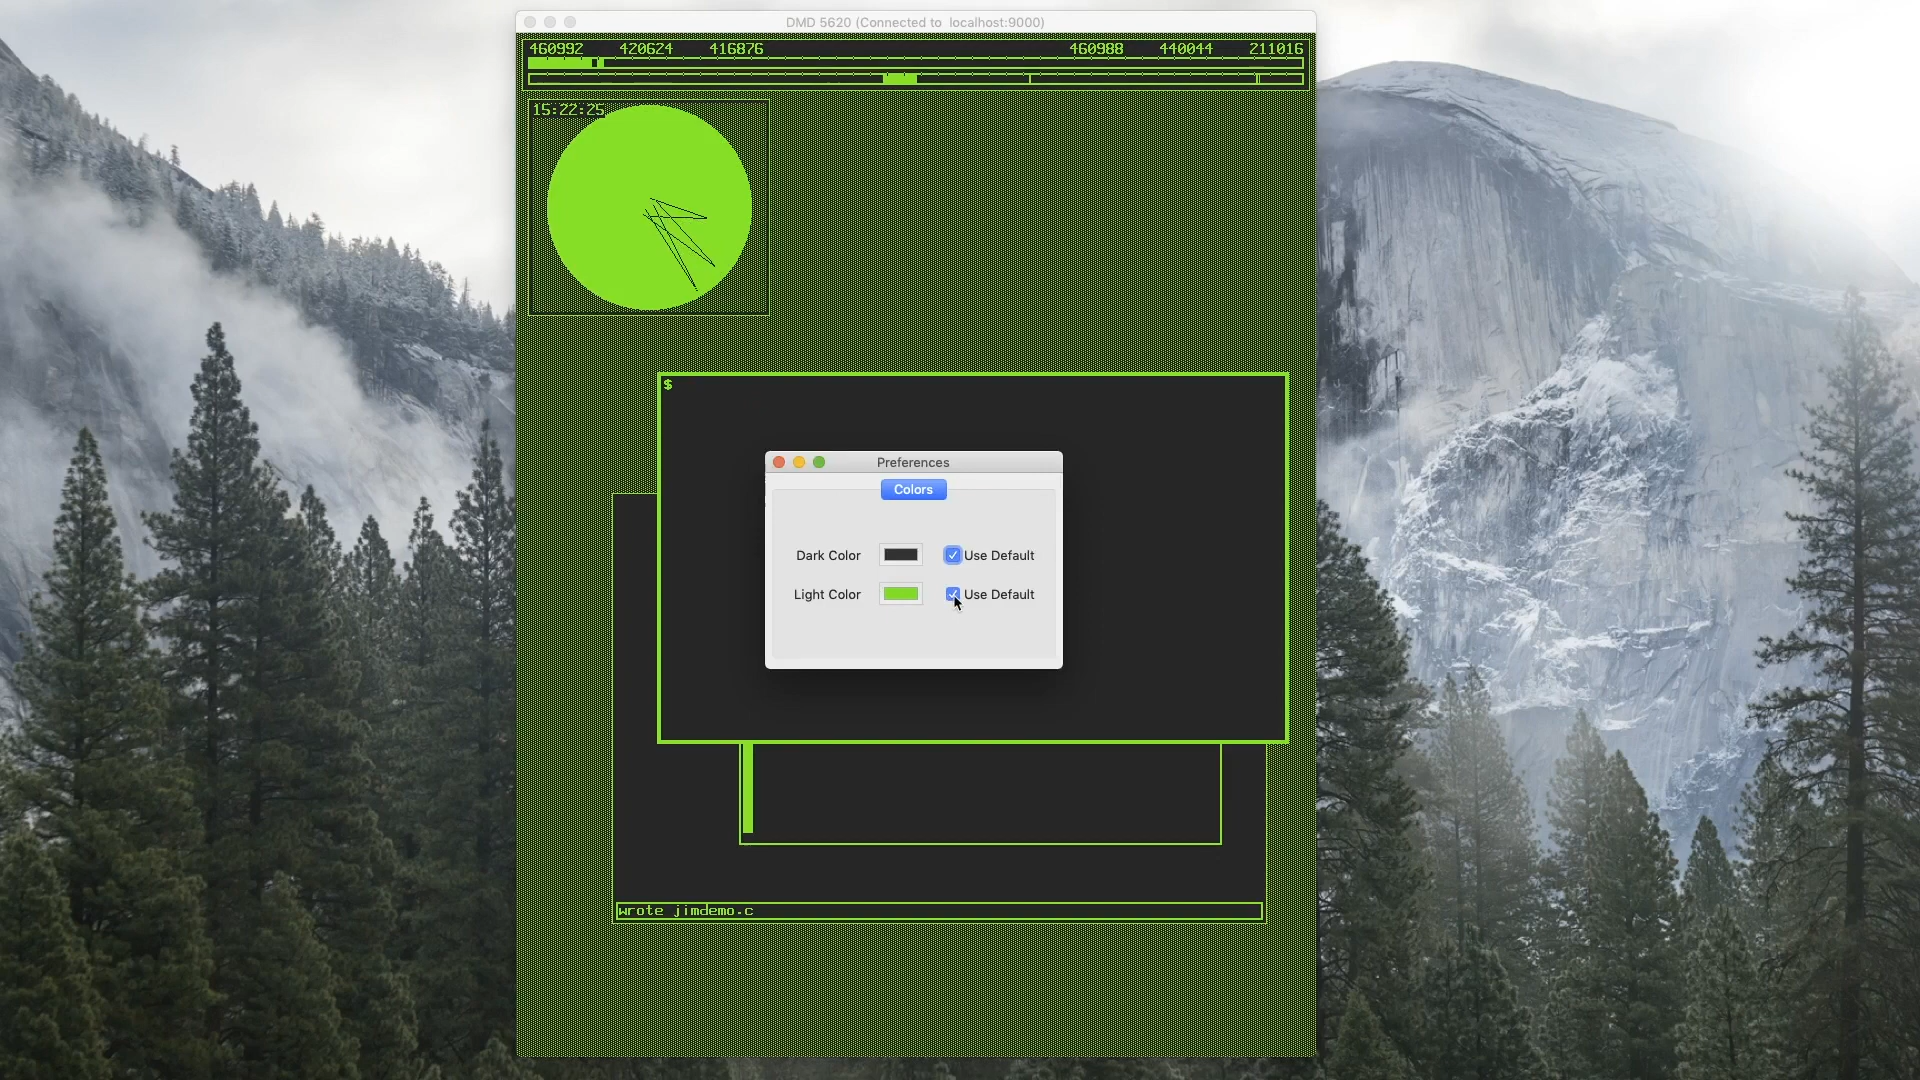 DMD 5620 (Connected to  localhost:9000)
460992 420624 416876 460988 440044 211016
15:22:25
$
Preferences
Colors
Dark Color Use Default
Light Color Use Default
wrote jimdemo.c